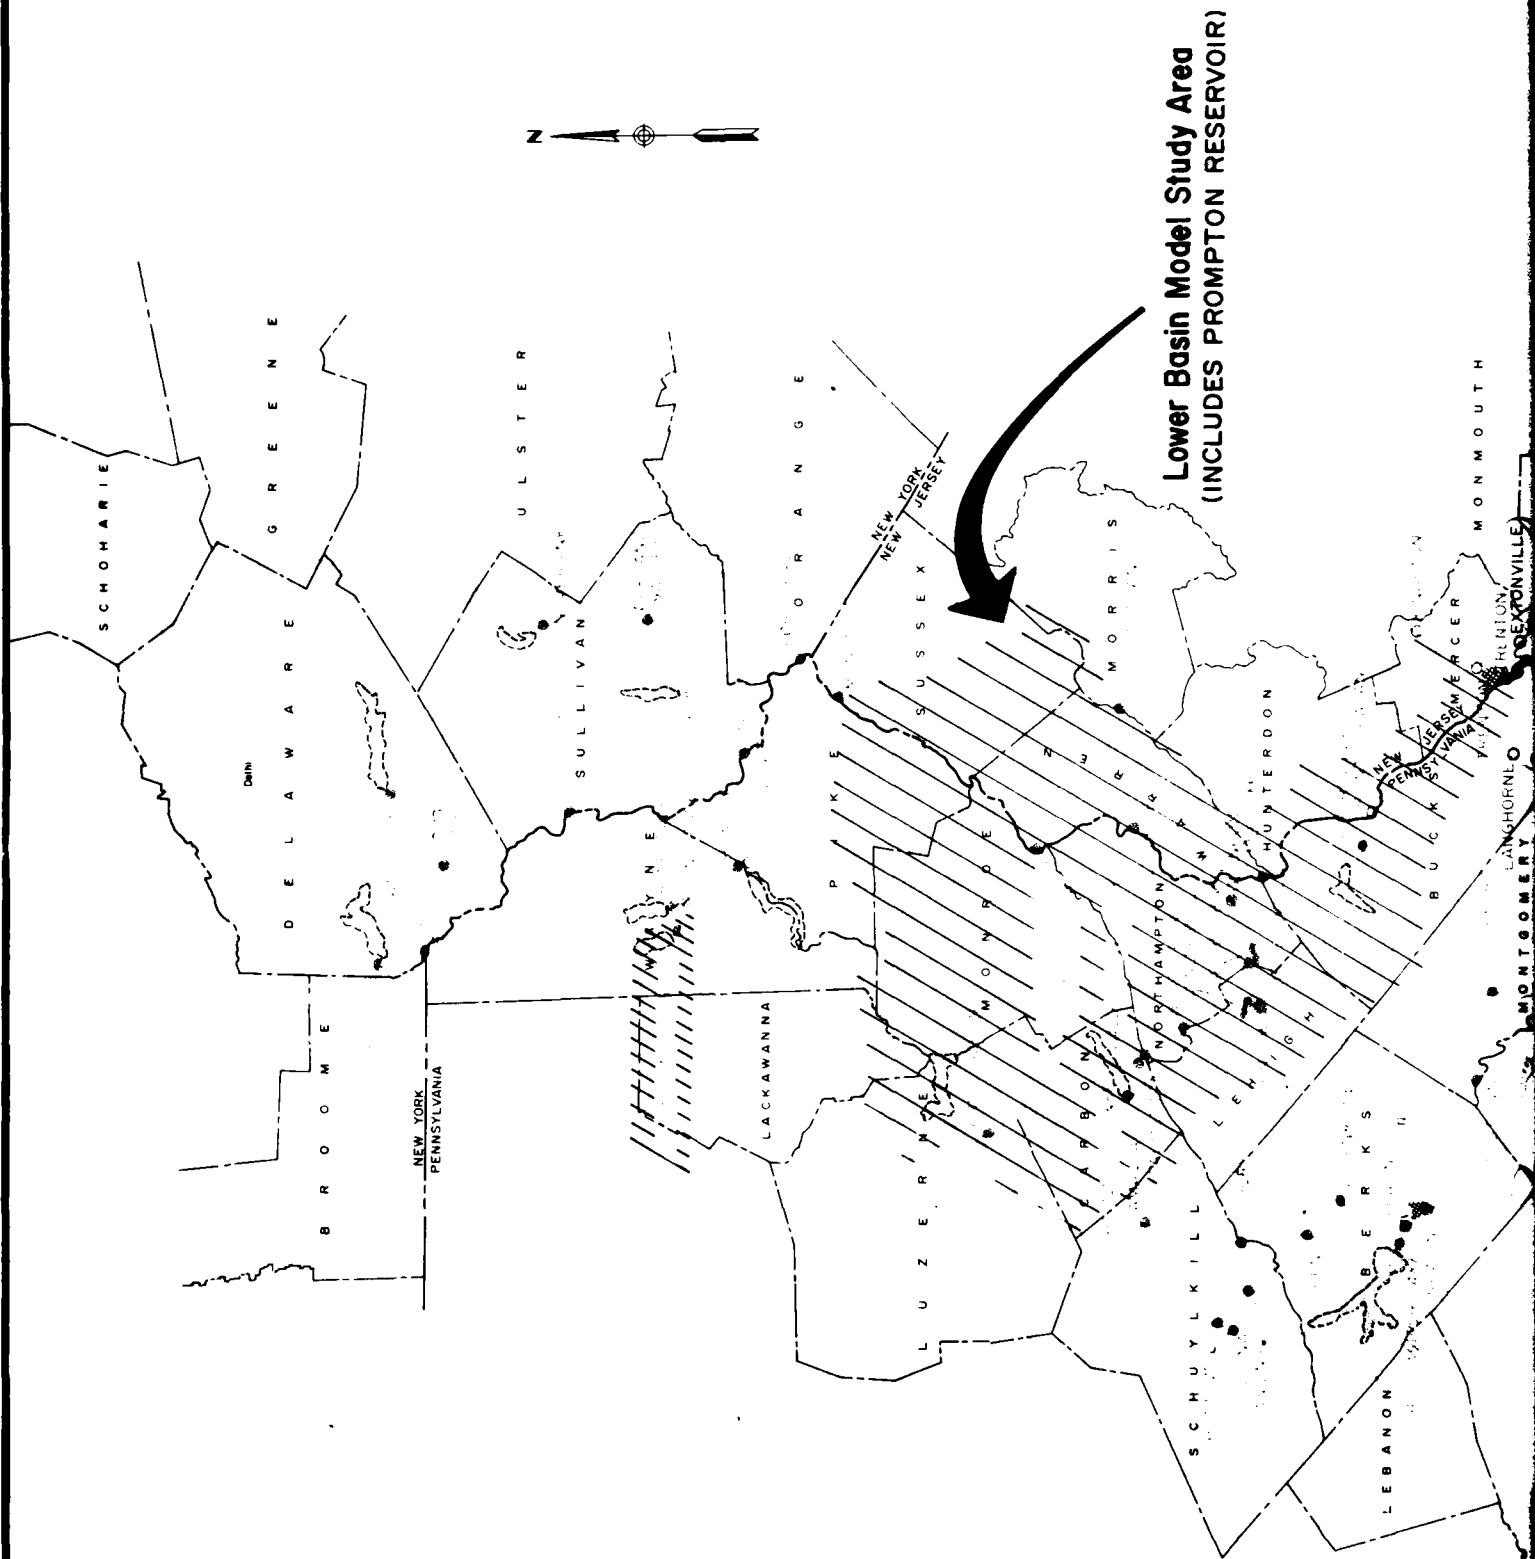 SCHOHARIE
GREENE
DELAWARE
Delhi
ULSTER
SULLIVAN
ORANGE
BROOME
NEW YORK
PENNSYLVANIA
WAYNE
LACKAWANNA
PIKE
NEW YORK
NEW JERSEY
SUSSEX
Lower Basin Model Study Area
(INCLUDES PROMPTON RESERVOIR)
N
MORRIS
WARREN
MONROE
LUZERNE
CARBON
NORTHAMPTON
HUNTERDON
LEHIGH
SCHUYLKILL
BERKS
LEBANON
BUCKS
NEW JERSEY
PENNSYLVANIA
MERCER
MONMOUTH
TRENTON
DEXTONVILLE)
LANGHORNE
MONTGOMERY